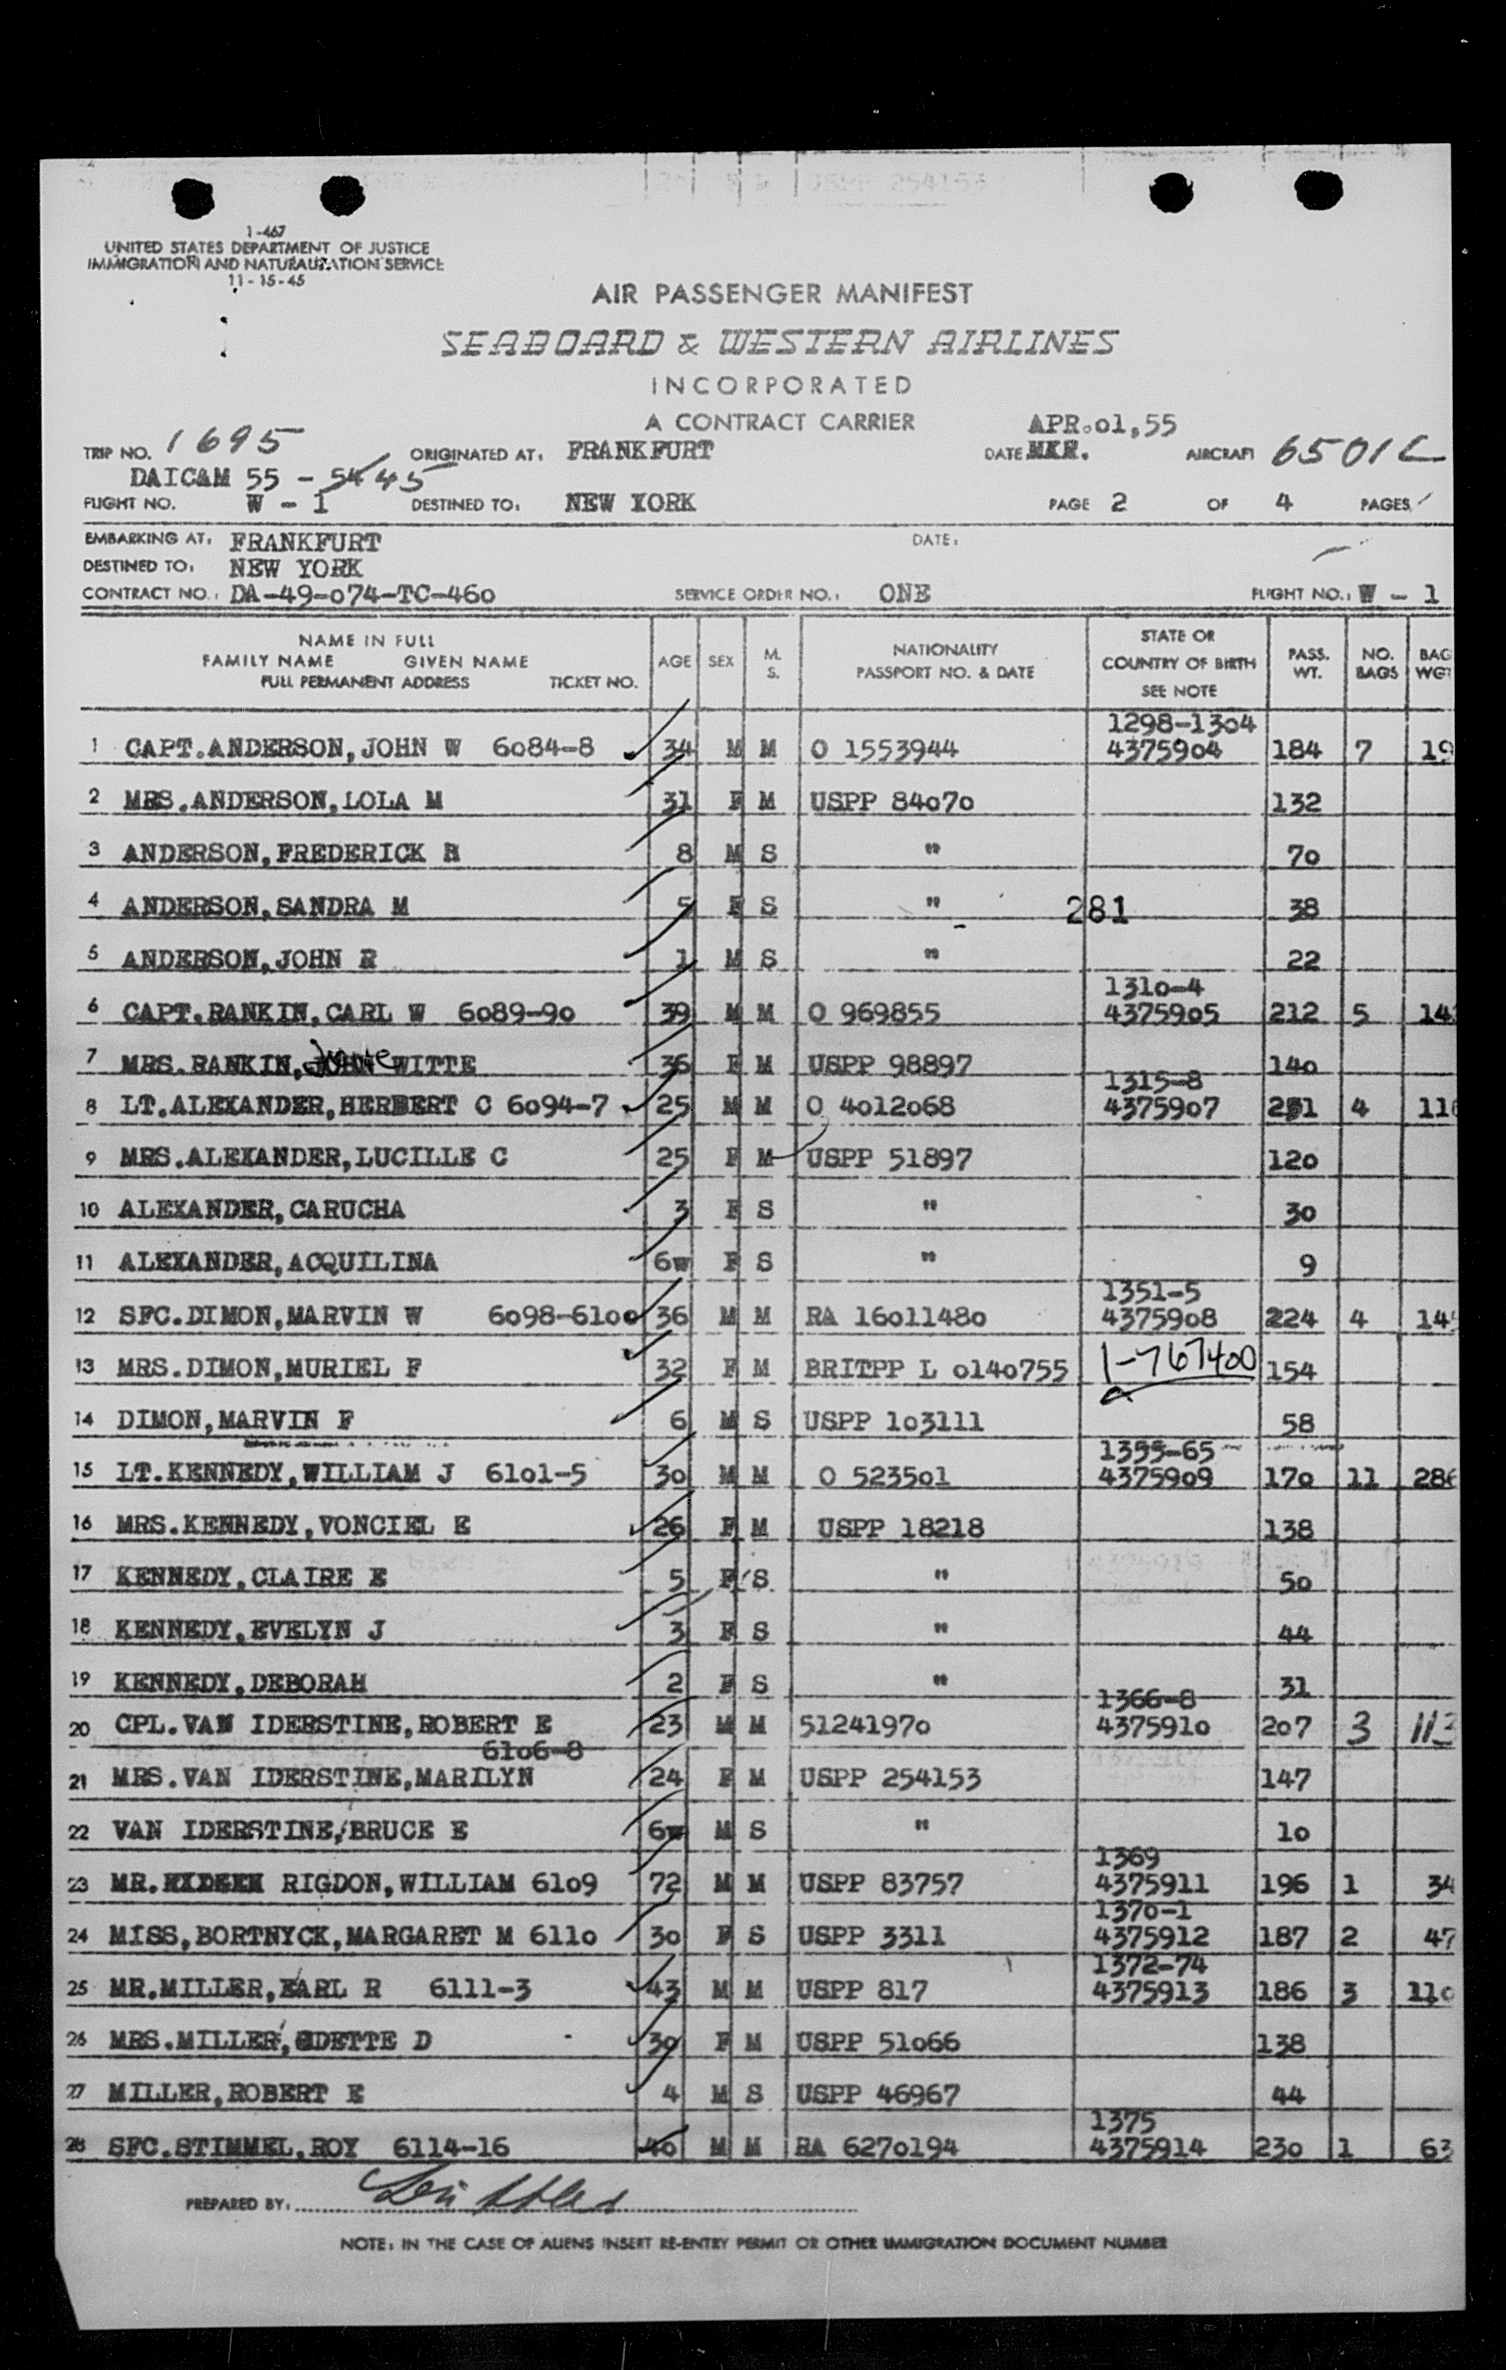 1-467
UNITED STATES DEPARTMENT OF JUSTICE
IMMIGRATION AND NATURALIZATION SERVICE
11-15-45
AIR PASSENGER MANIFEST
SEABOARD & WESTERN AIRLINES
INCORPORATED
A CONTRACT CARRIER
APR.01,55
TRIP NO. 1695 ORIGINATED AT: FRANKFURT DATE MKR. AIRCRAFT 6501C
DAIC&M 55 - 45
FLIGHT NO. W - 1 DESTINED TO: NEW YORK PAGE 2 OF 4 PAGES
EMBARKING AT: FRANKFURT DATE:
DESTINED TO: NEW YORK
CONTRACT NO.: DA-49-074-TC-460 SERVICE ORDER NO.: ONE FLIGHT NO.: W - 1
NAME IN FULL
FAMILY NAME GIVEN NAME
FULL PERMANENT ADDRESS TICKET NO. AGE SEX M. S. NATIONALITY PASSPORT NO. & DATE STATE OR COUNTRY OF BIRTH SEE NOTE PASS. WT. NO. BAGS BAG WGT
1298-1304
1 CAPT.ANDERSON,JOHN W 6084-8 34 M M O 1553944 4375904 184 7 19
2 MRS.ANDERSON,LOLA M 31 F M USPP 84070 132
3 ANDERSON,FREDERICK R 8 M S " 70
4 ANDERSON,SANDRA M 5 F S " 281 38
5 ANDERSON,JOHN R 1 M S " 22
1310-4
6 CAPT.RANKIN,CARL W 6089-90 39 M M O 969855 4375905 212 5 14
7 MRS.RANKIN, WITTE 36 F M USPP 98897 140
1315-8
8 LT.ALEXANDER,HERBERT C 6094-7 25 M M O 4012068 4375907 231 4 11
9 MRS.ALEXANDER,LUCILLE C 25 F M USPP 51897 120
10 ALEXANDER,CARUCHA 3 F S " 30
11 ALEXANDER,ACQUILINA 6w F S " 9
1351-5
12 SFC.DIMON,MARVIN W 6098-6100 36 M M RA 16011480 4375908 224 4 14
13 MRS.DIMON,MURIEL F 32 F M BRITPP L 0140755 1-767400 154
14 DIMON,MARVIN F 6 M S USPP 103111 58
1355-65
15 LT.KENNEDY,WILLIAM J 6101-5 30 M M O 523501 4375909 170 11 286
16 MRS.KENNEDY,VONCIEL E 26 F M USPP 18218 138
17 KENNEDY,CLAIRE E 5 F S " 50
18 KENNEDY,EVELYN J 3 F S " 44
19 KENNEDY,DEBORAH 2 F S " 31
1366-8
20 CPL.VAN IDERSTINE,ROBERT E 23 M M 51241970 4375910 207 3 113
6106-8
21 MRS.VAN IDERSTINE,MARILYN 24 F M USPP 254153 147
22 VAN IDERSTINE,BRUCE E 6w M S " 10
1369
23 MR. RIGDON,WILLIAM 6109 72 M M USPP 83757 4375911 196 1 34
1370-1
24 MISS,BORTNYCK,MARGARET M 6110 30 F S USPP 3311 4375912 187 2 47
1372-74
25 MR.MILLER,EARL R 6111-3 43 M M USPP 817 4375913 186 3 110
26 MRS.MILLER,ODETTE D 30 F M USPP 51066 138
27 MILLER,ROBERT E 4 M S USPP 46967 44
1375
28 SFC.STIMMEL,ROY 6114-16 40 M M RA 6270194 4375914 230 1 63
PREPARED BY:
NOTE: IN THE CASE OF ALIENS INSERT RE-ENTRY PERMIT OR OTHER IMMIGRATION DOCUMENT NUMBER